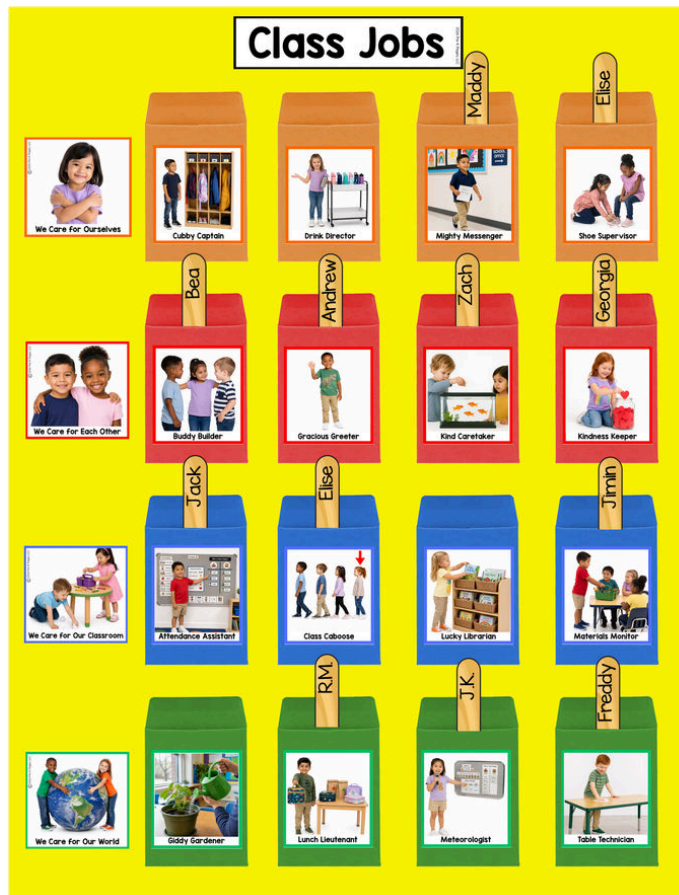 Class Jobs
Maddy
Elise
We Care for Ourselves
Cubby Captain
Drink Director
Mighty Messenger
SCHOOL OFFICE
Shoe Supervisor
Bea
Andrew
Zach
Georgia
We Care for Each Other
Buddy Builder
Gracious Greeter
Kind Caretaker
Kindness Keeper
Jack
Elise
Jimin
We Care for Our Classroom
Attendance Assistant
Class Caboose
Lucky Librarian
Materials Monitor
R.M.
J.K.
Freddy
We Care for Our World
Giddy Gardener
Lunch Lieutenant
Meteorologist
Table Technician